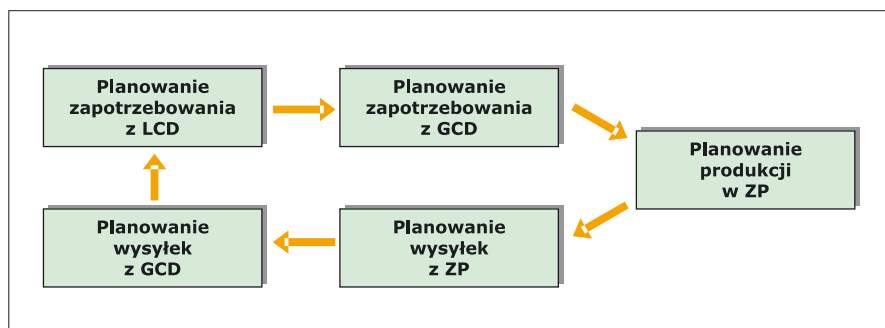 Planowanie
zapotrzebowania
z LCD
Planowanie
zapotrzebowania
z GCD
Planowanie
produkcji
w ZP
Planowanie
wysyłek
z GCD
Planowanie
wysyłek
z ZP